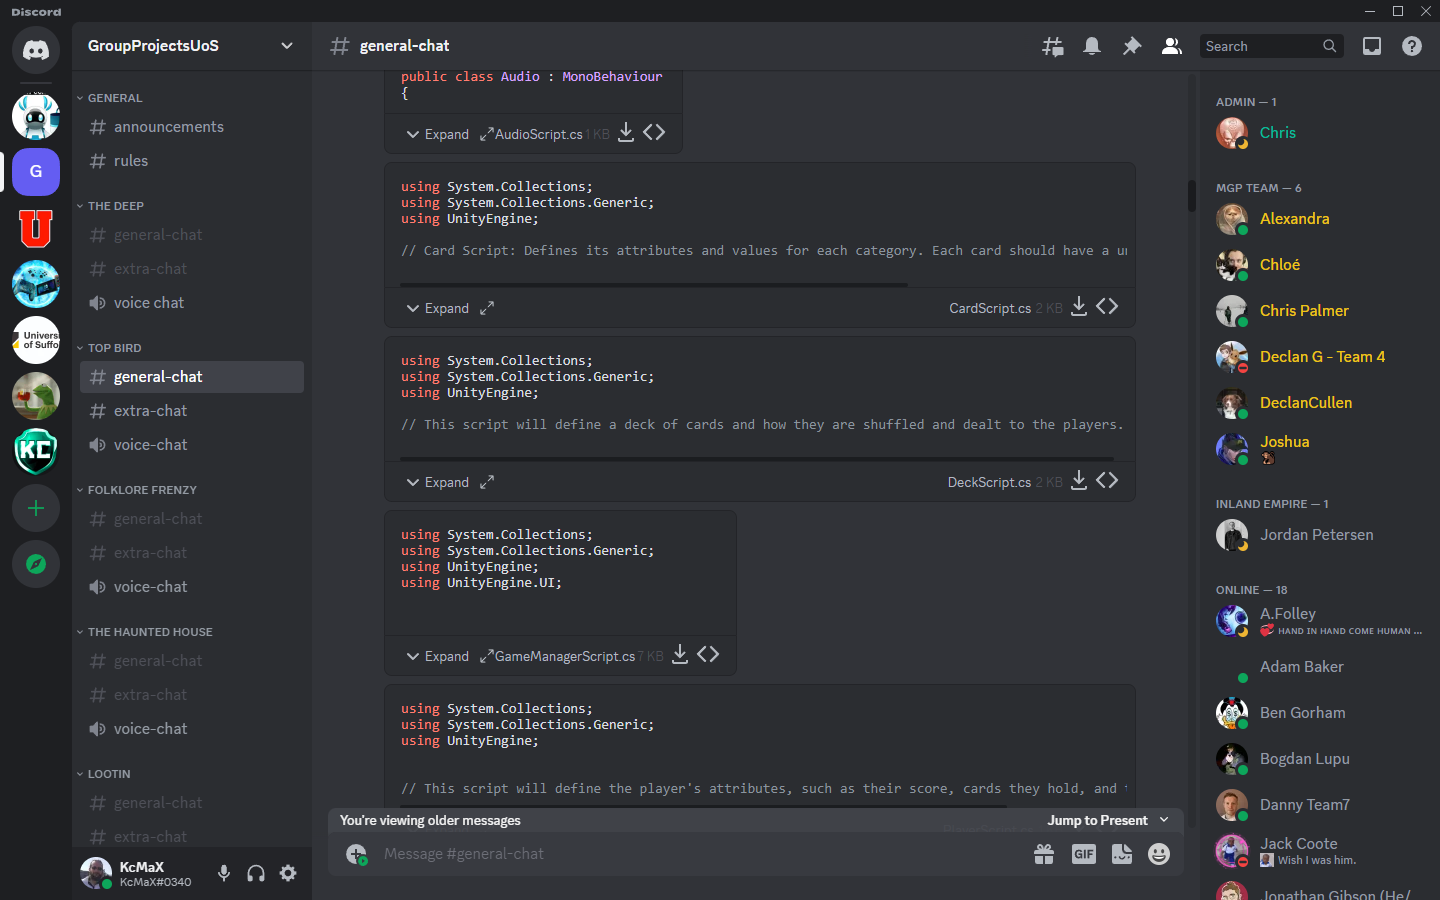 Discord
GroupProjectsUoS
general-chat
Search
GENERAL
announcements
rules
THE DEEP
general-chat
extra-chat
voice chat
TOP BIRD
general-chat
extra-chat
voice-chat
FOLKLORE FRENZY
general-chat
extra-chat
voice-chat
THE HAUNTED HOUSE
general-chat
extra-chat
voice-chat
LOOTIN
general-chat
extra-chat
KcMaX
KcMaX#0340
G
U
Univers
of Suffo
KC
public class Audio : MonoBehaviour
{
Expand AudioScript.cs 1 KB
using System.Collections;
using System.Collections.Generic;
using UnityEngine;
// Card Script: Defines its attributes and values for each category. Each card should have a u
Expand CardScript.cs 2 KB
using System.Collections;
using System.Collections.Generic;
using UnityEngine;
// This script will define a deck of cards and how they are shuffled and dealt to the players.
Expand DeckScript.cs 2 KB
using System.Collections;
using System.Collections.Generic;
using UnityEngine;
using UnityEngine.UI;
Expand GameManagerScript.cs 7 KB
using System.Collections;
using System.Collections.Generic;
using UnityEngine;
// This script will define the player's attributes, such as their score, cards they hold, and
You're viewing older messages Jump to Present
Message #general-chat
GIF
ADMIN — 1
Chris
MGP TEAM — 6
Alexandra
Chloé
Chris Palmer
Declan G - Team 4
DeclanCullen
Joshua
INLAND EMPIRE — 1
Jordan Petersen
ONLINE — 18
A.Folley
HAND IN HAND COME HUMAN ...
Adam Baker
Ben Gorham
Bogdan Lupu
Danny Team7
Jack Coote
Wish I was him.
Jonathan Gibson (He/